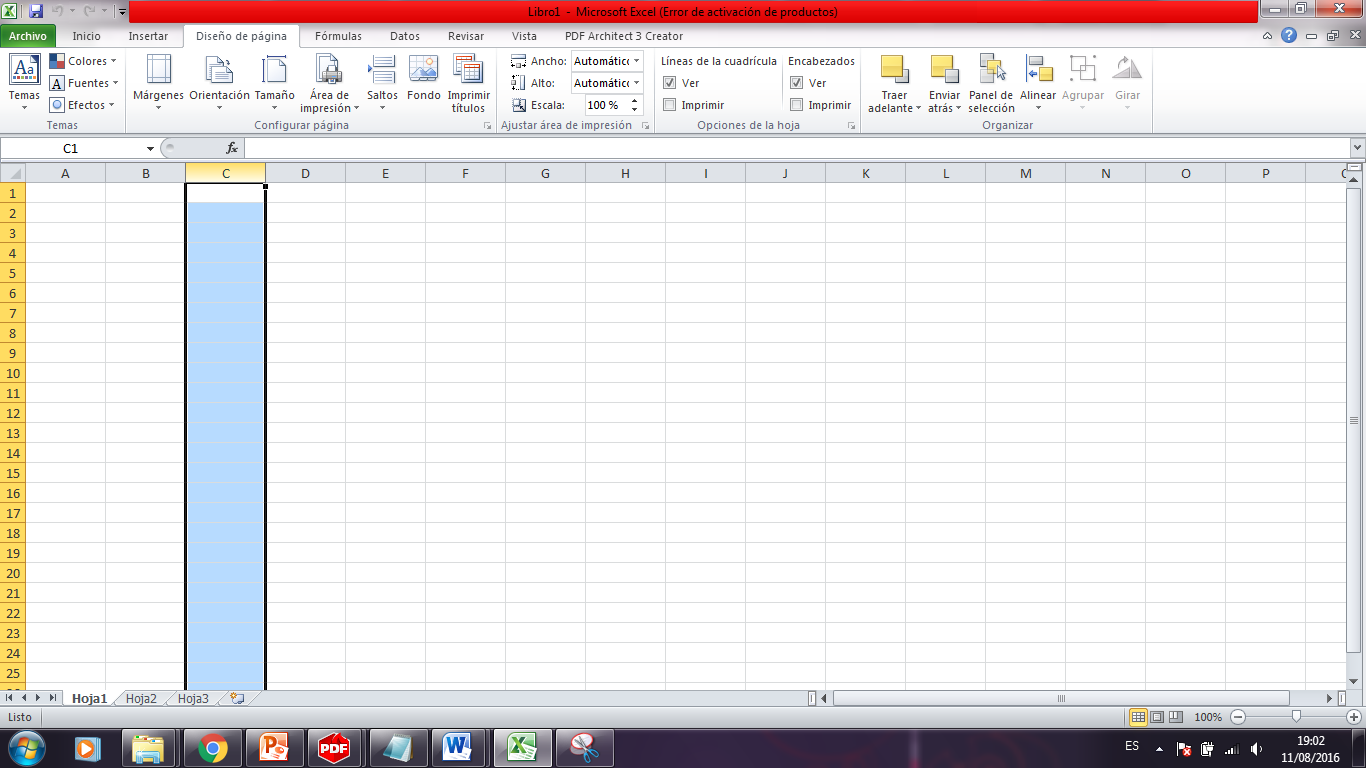 Libro1 - Microsoft Excel (Error de activación de productos)
Archivo Inicio Insertar Diseño de página Fórmulas Datos Revisar Vista PDF Architect 3 Creator
Temas
Colores
Fuentes
Efectos
Temas
Márgenes
Orientación
Tamaño
Área de impresión
Saltos
Fondo
Imprimir títulos
Configurar página
Ancho: Automático
Alto: Automático
Escala: 100 %
Ajustar área de impresión
Líneas de la cuadrícula
Ver
Imprimir
Encabezados
Ver
Imprimir
Opciones de la hoja
Traer adelante
Enviar atrás
Panel de selección
Alinear
Agrupar
Girar
Organizar
C1 fx
A B C D E F G H I J K L M N O P
1
2
3
4
5
6
7
8
9
10
11
12
13
14
15
16
17
18
19
20
21
22
23
24
25
Hoja1 Hoja2 Hoja3
Listo 100%
PDF
ES 19:02
11/08/2016